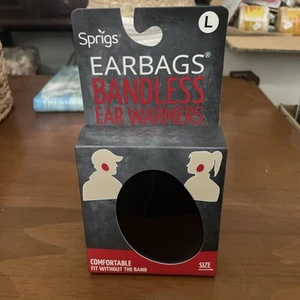 Sprigs
L
EARBAGS®
BANDLESS
EAR WARMERS
COMFORTABLE
FIT WITHOUT THE BAND
SIZE